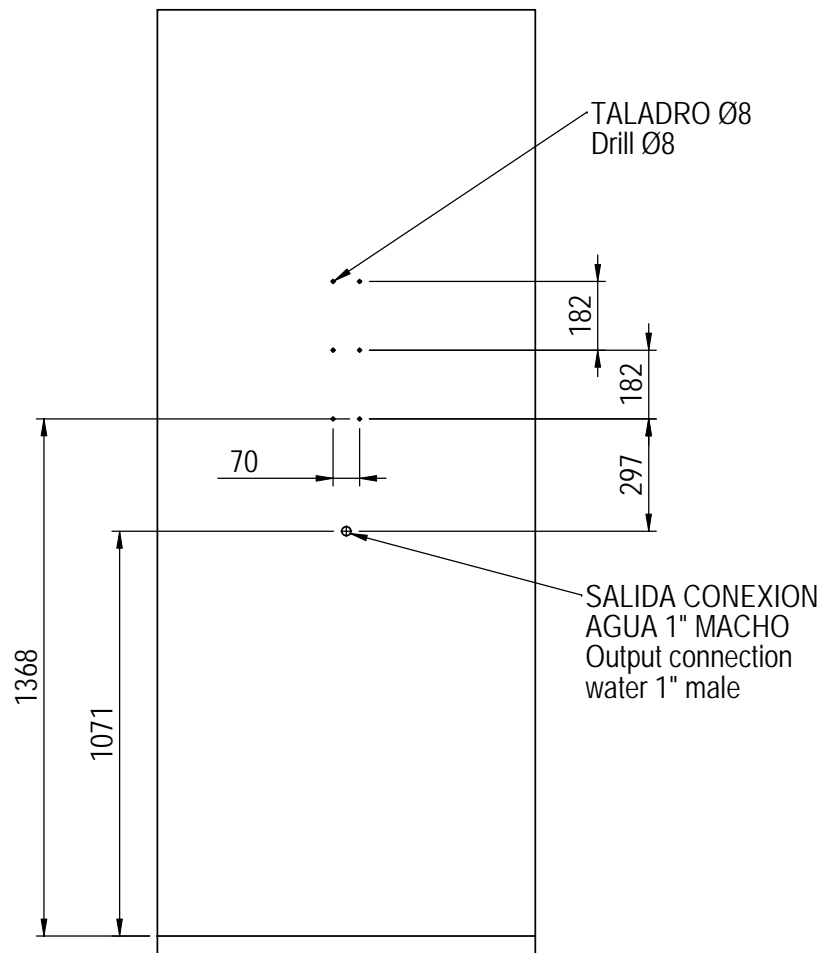 TALADRO Ø8
Drill Ø8
182
182
70
297
SALIDA CONEXION
AGUA 1" MACHO
Output connection
water 1" male
1368
1071